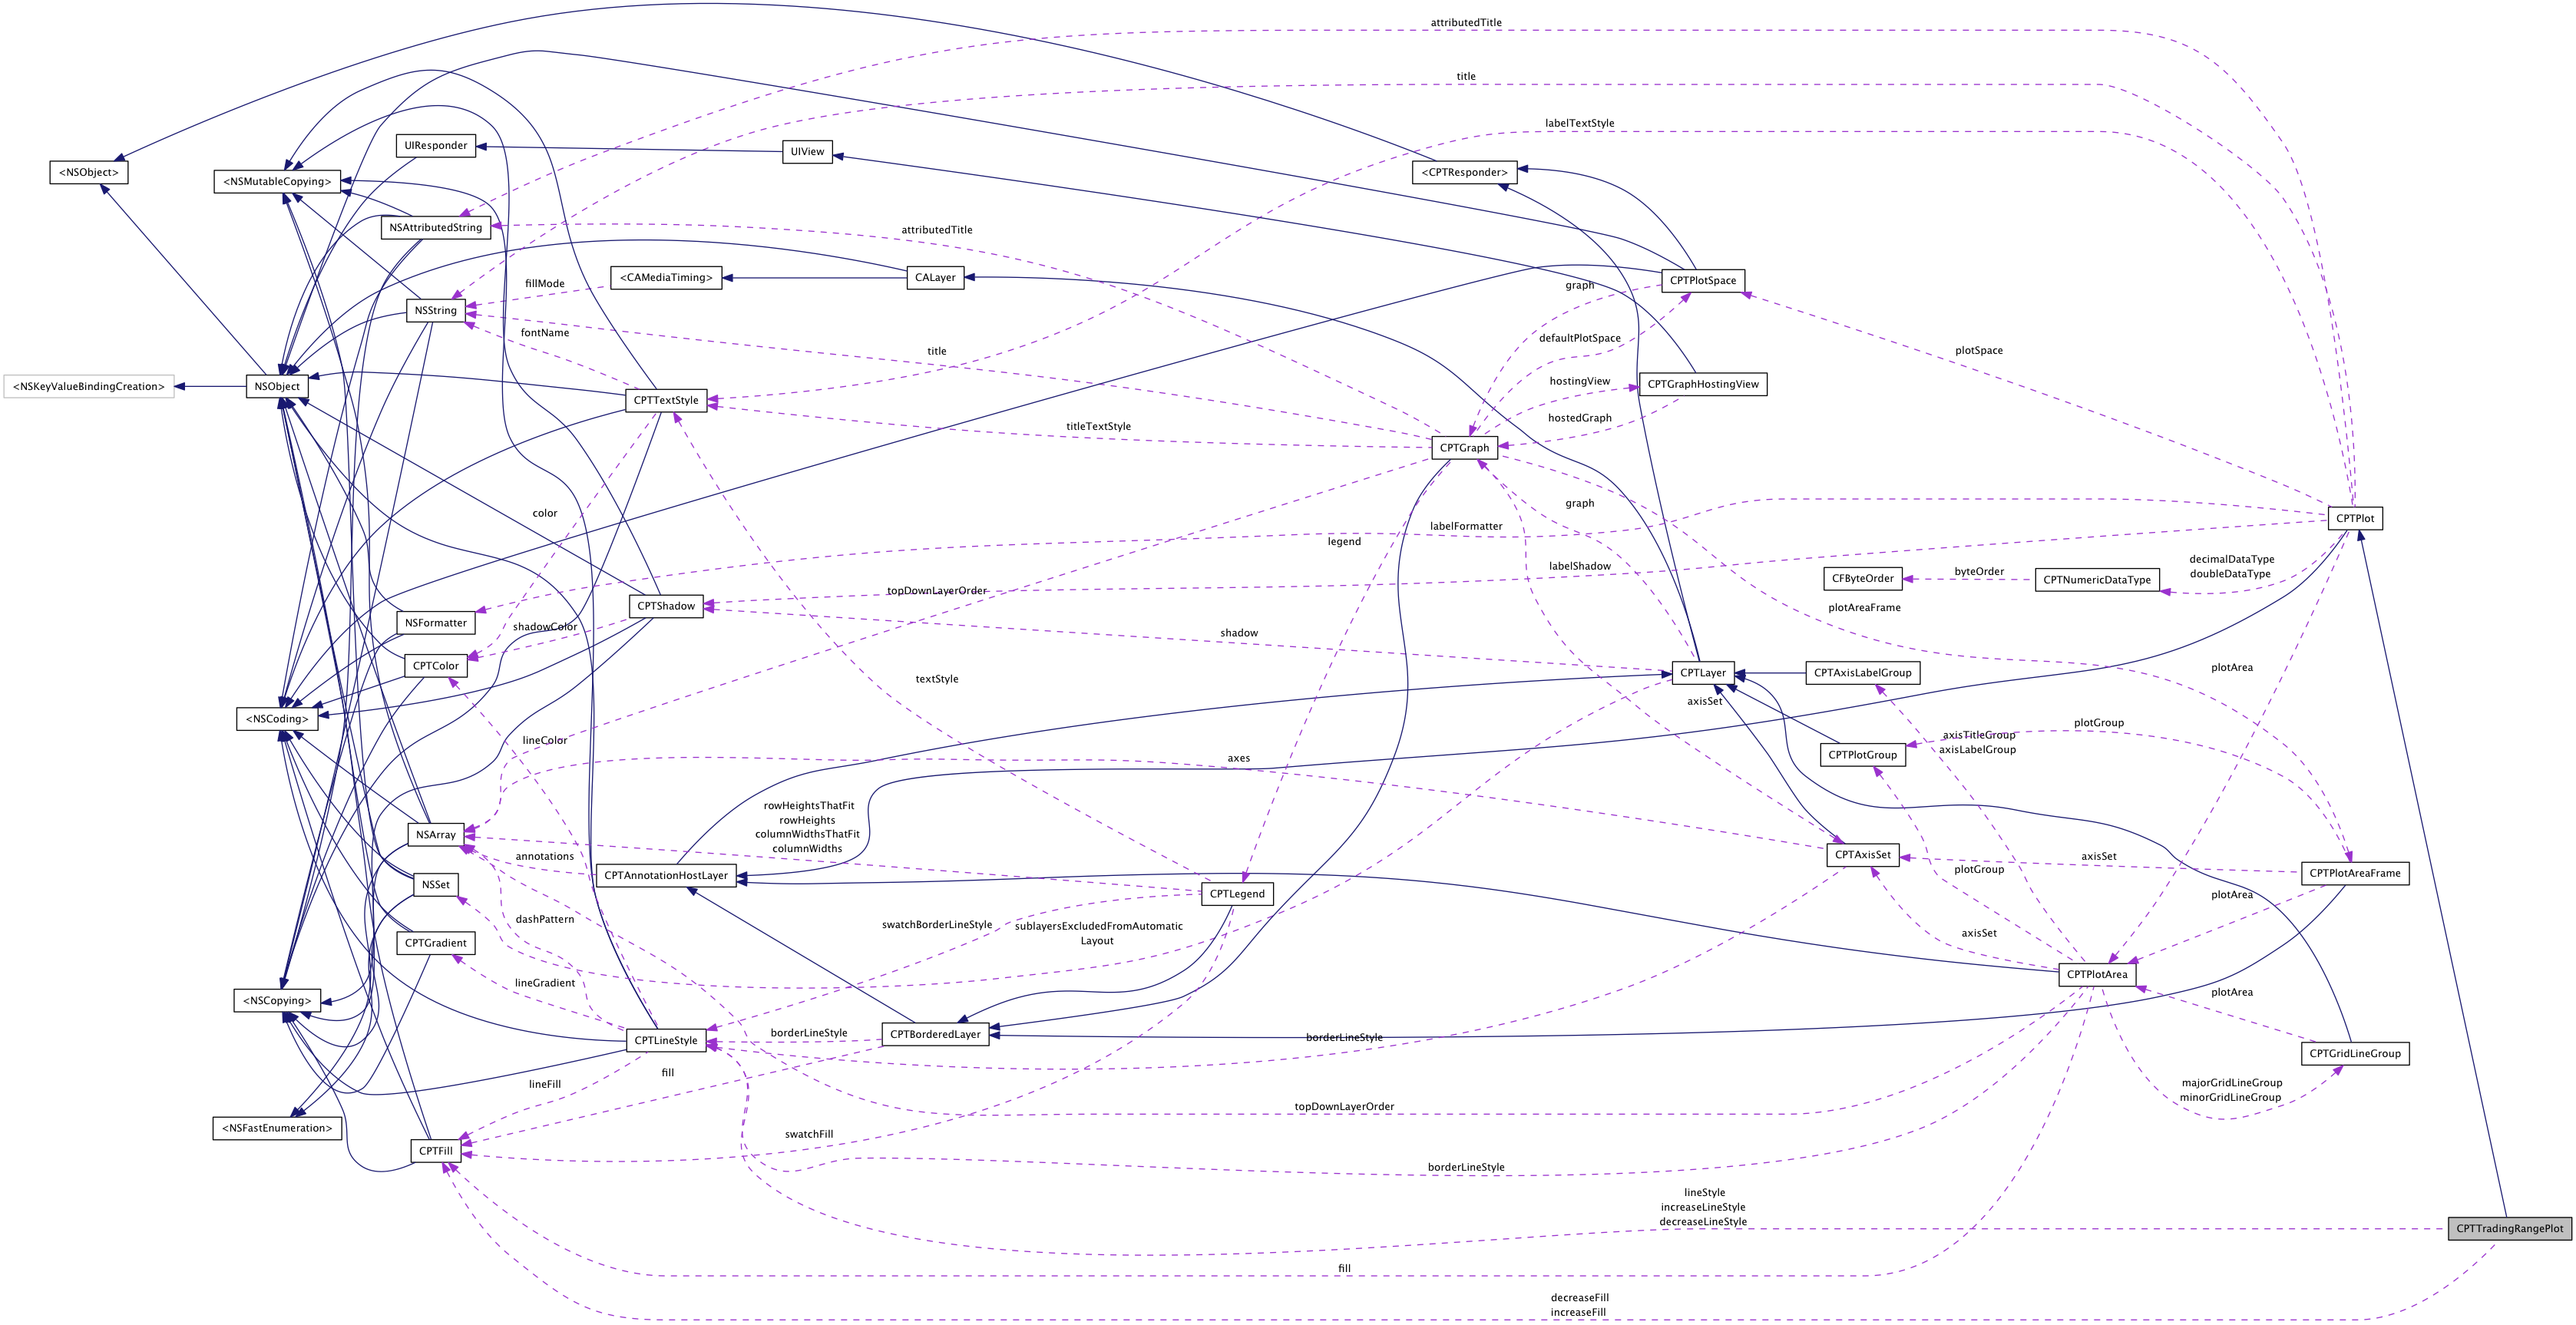 attributedTitle
title
labelTextStyle
UIResponder
UIView
<NSObject>
<NSMutableCopying>
<CPTResponder>
NSAttributedString
attributedTitle
<CAMediaTiming>
CALayer
CPTPlotSpace
fillMode
graph
NSString
fontName
defaultPlotSpace
title
plotSpace
<NSKeyValueBindingCreation>
NSObject
hostingView
CPTGraphHostingView
CPTTextStyle
hostedGraph
titleTextStyle
CPTGraph
color
graph
labelFormatter
CPTPlot
legend
decimalDataType
doubleDataType
labelShadow
CFByteOrder
byteOrder
CPTNumericDataType
topDownLayerOrder
CPTShadow
plotAreaFrame
NSFormatter
shadowColor
shadow
CPTColor
plotArea
CPTLayer
CPTAxisLabelGroup
textStyle
axisSet
<NSCoding>
plotGroup
lineColor
axisTitleGroup
axisLabelGroup
axes
CPTPlotGroup
rowHeightsThatFit
rowHeights
columnWidthsThatFit
columnWidths
NSArray
annotations
CPTAxisSet
axisSet
CPTAnnotationHostLayer
plotGroup
CPTPlotAreaFrame
NSSet
CPTLegend
plotArea
dashPattern
swatchBorderLineStyle
sublayersExcludedFromAutomatic
Layout
axisSet
CPTGradient
CPTPlotArea
lineGradient
plotArea
<NSCopying>
CPTLineStyle
borderLineStyle
CPTBorderedLayer
borderLineStyle
CPTGridLineGroup
fill
lineFill
majorGridLineGroup
minorGridLineGroup
topDownLayerOrder
<NSFastEnumeration>
swatchFill
CPTFill
borderLineStyle
lineStyle
increaseLineStyle
decreaseLineStyle
CPTTradingRangePlot
fill
decreaseFill
increaseFill